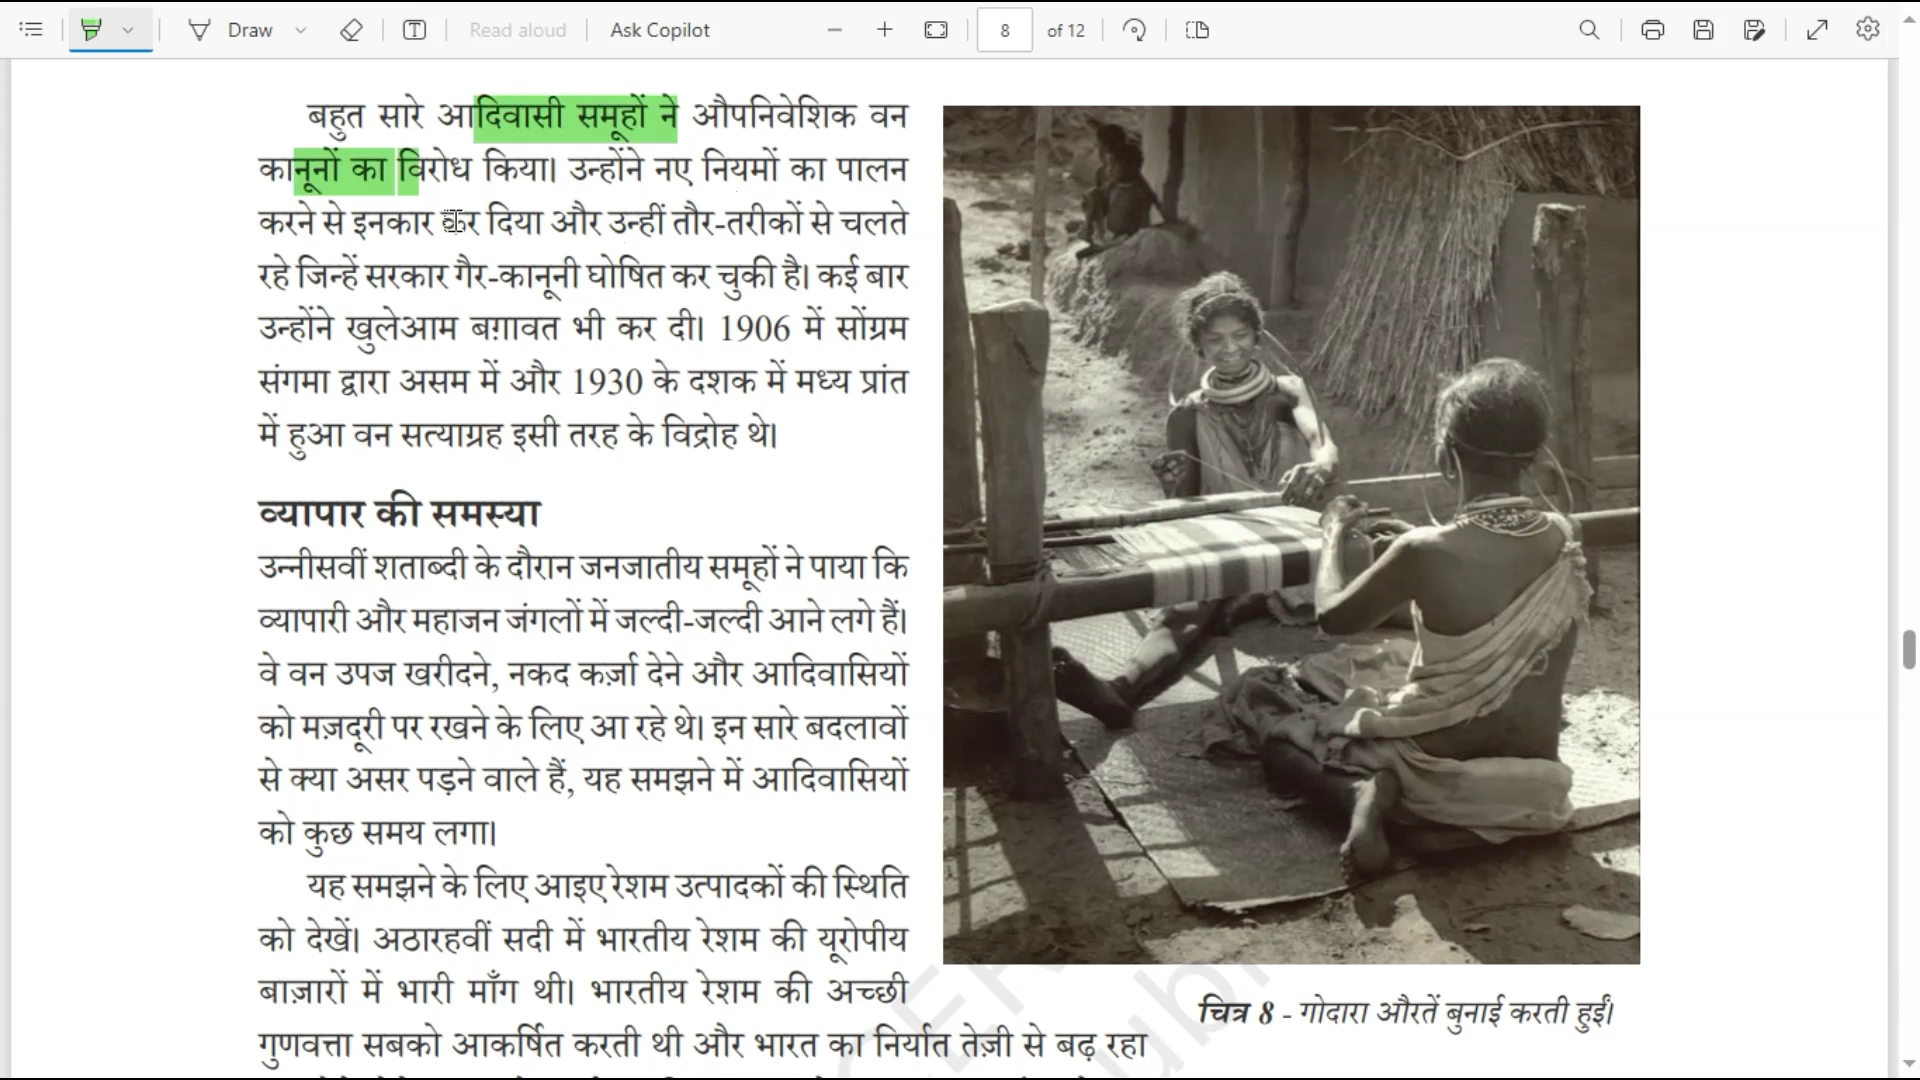 Draw
Read aloud
Ask Copilot
8
of 12
बहुत सारे आदिवासी समूहों ने औपनिवेशिक वन
कानूनों का विरोध किया। उन्होंने नए नियमों का पालन
करने से इनकार कर दिया और उन्हीं तौर-तरीकों से चलते
रहे जिन्हें सरकार गैर-कानूनी घोषित कर चुकी है। कई बार
उन्होंने खुलेआम बग़ावत भी कर दी। 1906 में सोंग्रम
संगमा द्वारा असम में और 1930 के दशक में मध्य प्रांत
में हुआ वन सत्याग्रह इसी तरह के विद्रोह थे।
व्यापार की समस्या
उन्नीसवीं शताब्दी के दौरान जनजातीय समूहों ने पाया कि
व्यापारी और महाजन जंगलों में जल्दी-जल्दी आने लगे हैं।
वे वन उपज खरीदने, नकद कर्ज़ा देने और आदिवासियों
को मज़दूरी पर रखने के लिए आ रहे थे। इन सारे बदलावों
से क्या असर पड़ने वाले हैं, यह समझने में आदिवासियों
को कुछ समय लगा।
यह समझने के लिए आइए रेशम उत्पादकों की स्थिति
को देखें। अठारहवीं सदी में भारतीय रेशम की यूरोपीय
बाज़ारों में भारी माँग थी। भारतीय रेशम की अच्छी
गुणवत्ता सबको आकर्षित करती थी और भारत का निर्यात तेज़ी से बढ़ रहा
चित्र 8 - गोदारा औरतें बुनाई करती हुईं।